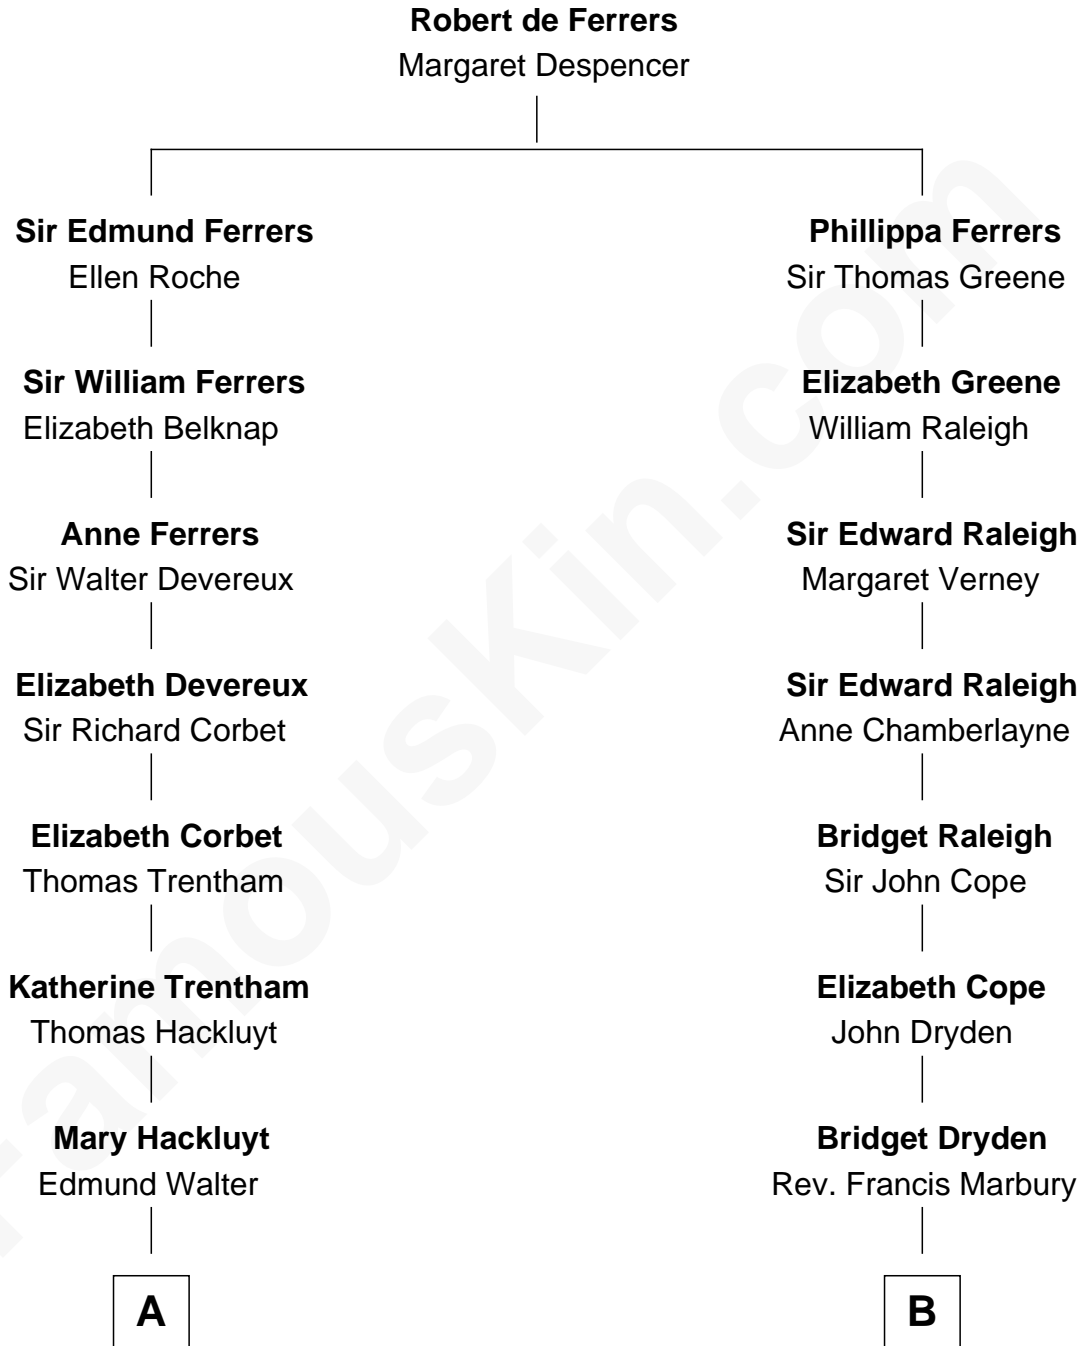 Robert de Ferrers
Margaret Despencer
Sir Edmund Ferrers
Ellen Roche
Phillippa Ferrers
Sir Thomas Greene
Sir William Ferrers
Elizabeth Belknap
Elizabeth Greene
William Raleigh
Anne Ferrers
Sir Walter Devereux
Sir Edward Raleigh
Margaret Verney
Elizabeth Devereux
Sir Richard Corbet
Sir Edward Raleigh
Anne Chamberlayne
Elizabeth Corbet
Thomas Trentham
Bridget Raleigh
Sir John Cope
Katherine Trentham
Thomas Hackluyt
Elizabeth Cope
John Dryden
Mary Hackluyt
Edmund Walter
Bridget Dryden
Rev. Francis Marbury
A
B
FamousKin.com